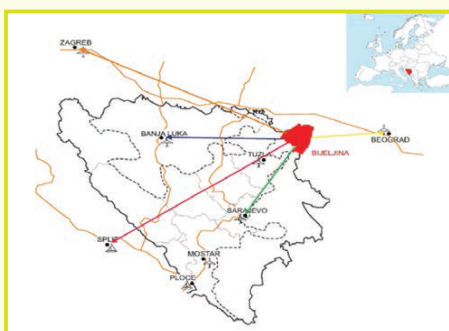 ZAGREB
BANJA LUKA
BEOGRAD
BIJELJINA
TUZLA
SARAJEVO
SPLIT
MOSTAR
PLOCE